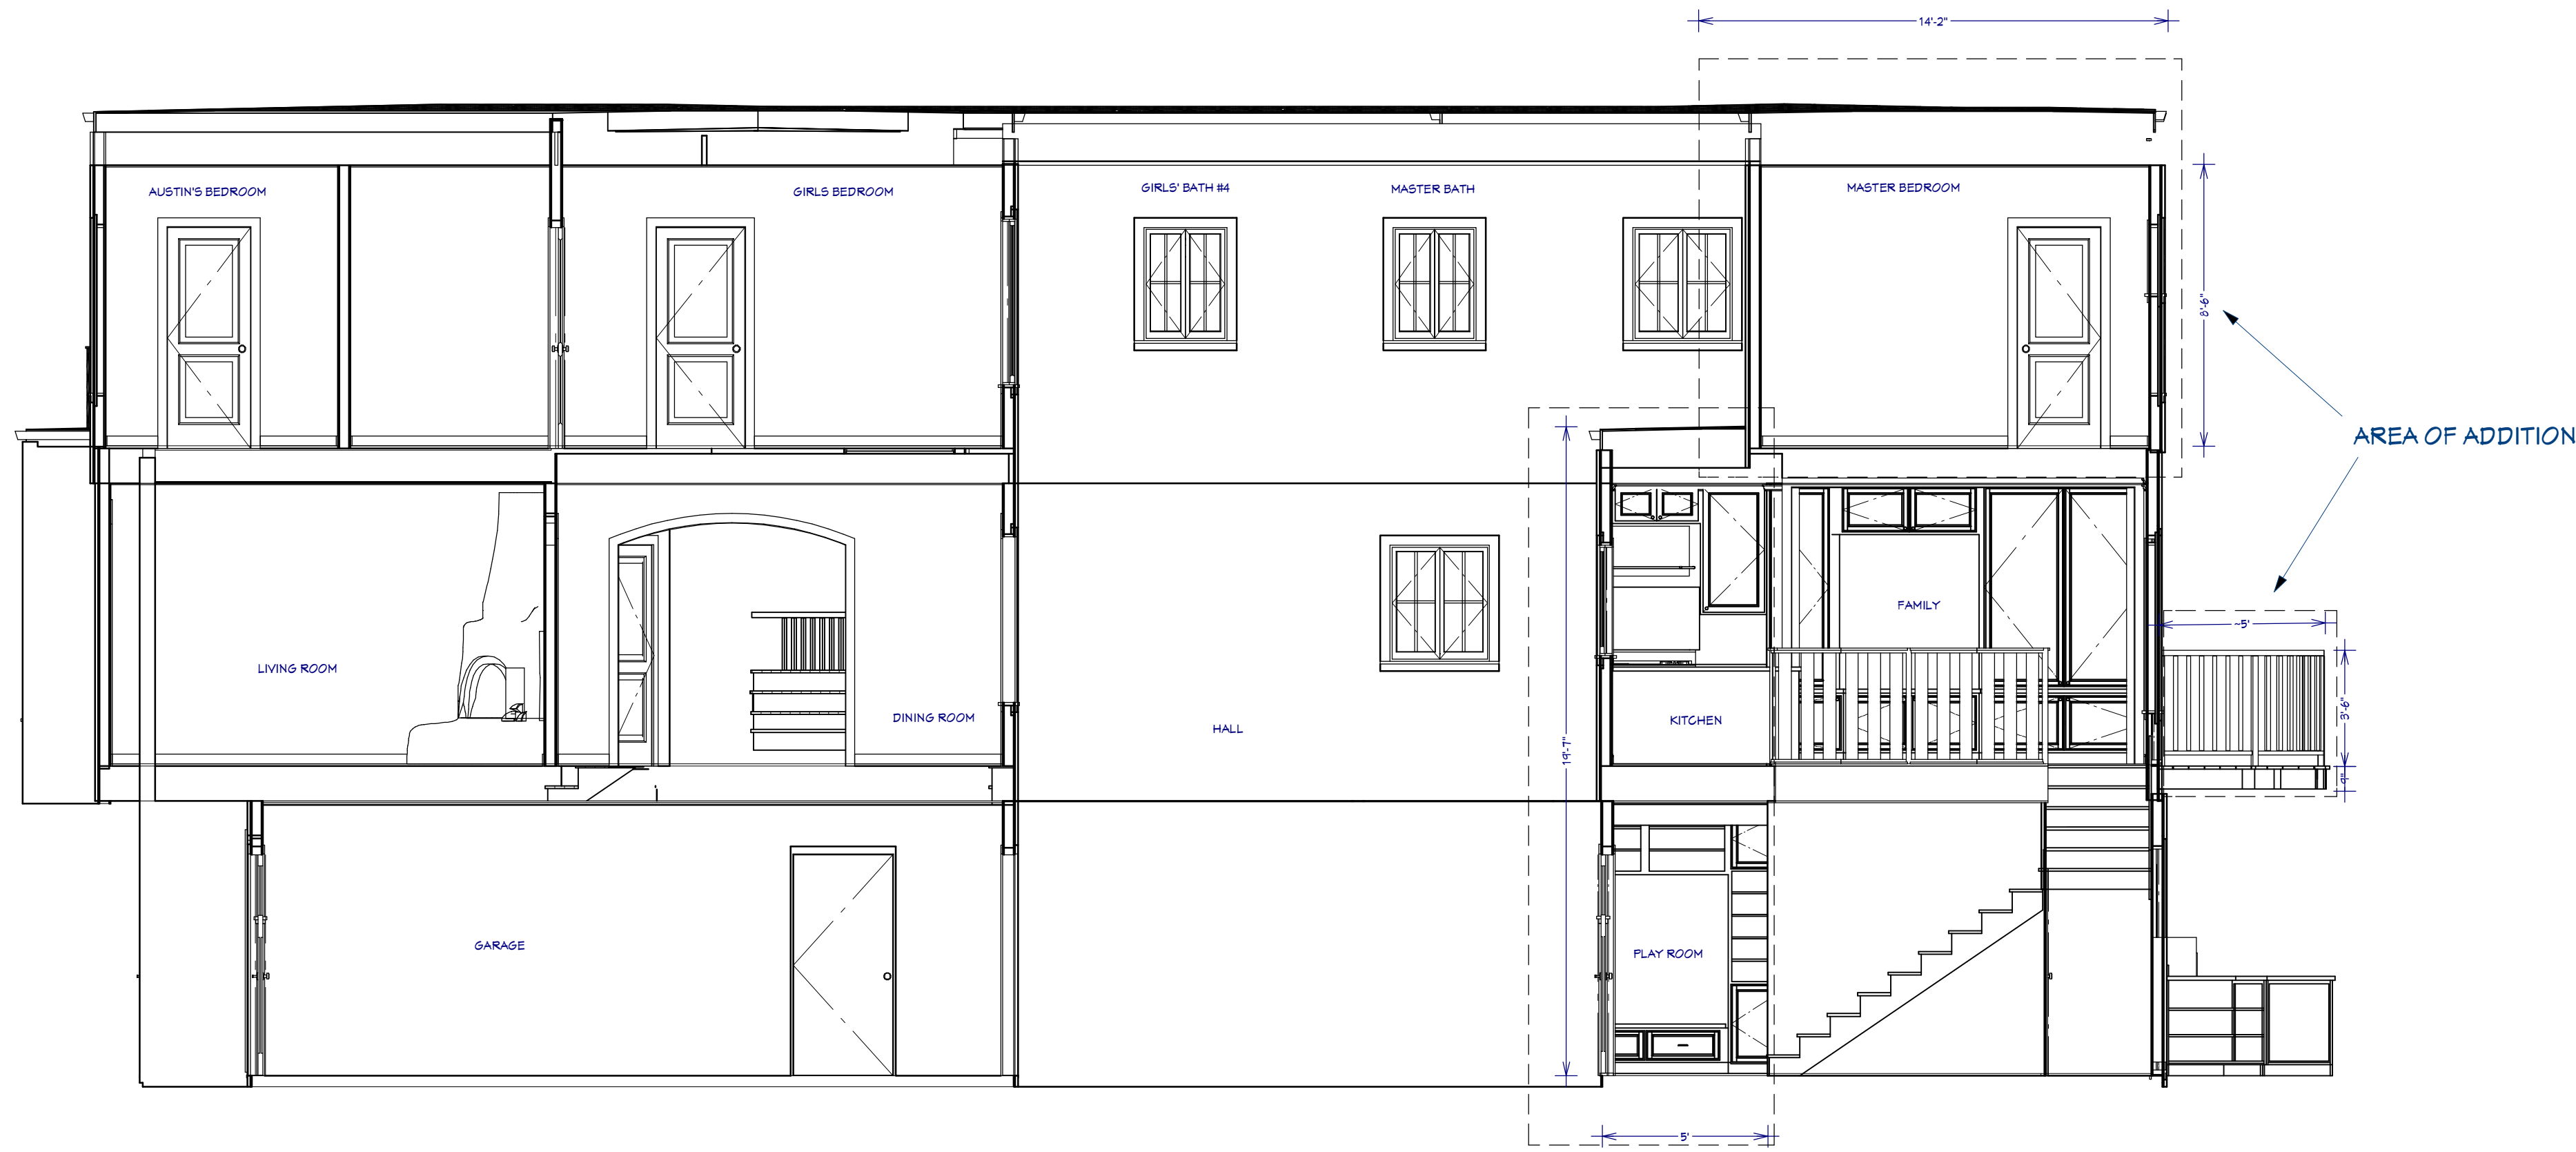 14'-2"
AUSTIN'S BEDROOM
GIRLS BEDROOM
GIRLS' BATH #4
MASTER BATH
MASTER BEDROOM
8'-6"
AREA OF ADDITION
FAMILY
~5'
LIVING ROOM
DINING ROOM
HALL
KITCHEN
3'-6"
19'-7"
9"
GARAGE
PLAY ROOM
5'